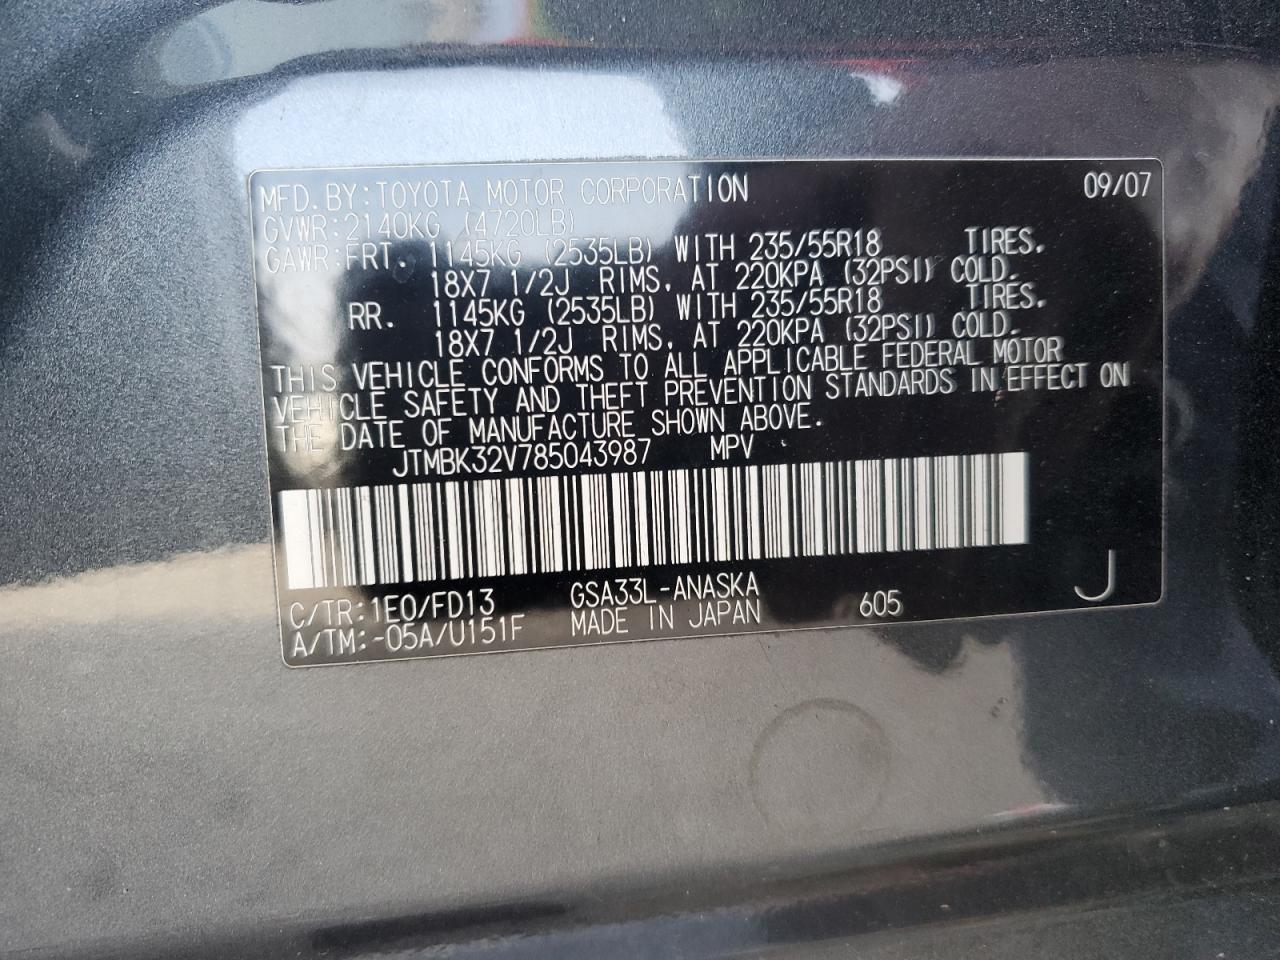 MFD.BY:TOYOTA MOTOR CORPORATION 09/07
GVWR:2140KG (4720LB)
GAWR:FRT. 1145KG (2535LB) WITH 235/55R18 TIRES.
18X7 1/2J RIMS, AT 220KPA (32PSI) COLD.
RR. 1145KG (2535LB) WITH 235/55R18 TIRES.
18X7 1/2J RIMS, AT 220KPA (32PSI) COLD.
THIS VEHICLE CONFORMS TO ALL APPLICABLE FEDERAL MOTOR
VEHICLE SAFETY AND THEFT PREVENTION STANDARDS IN EFFECT ON
THE DATE OF MANUFACTURE SHOWN ABOVE.
JTMBK32V785043987 MPV
C/TR:1E0/FD13 GSA33L-ANASKA J
A/TM:-05A/U151F MADE IN JAPAN 605